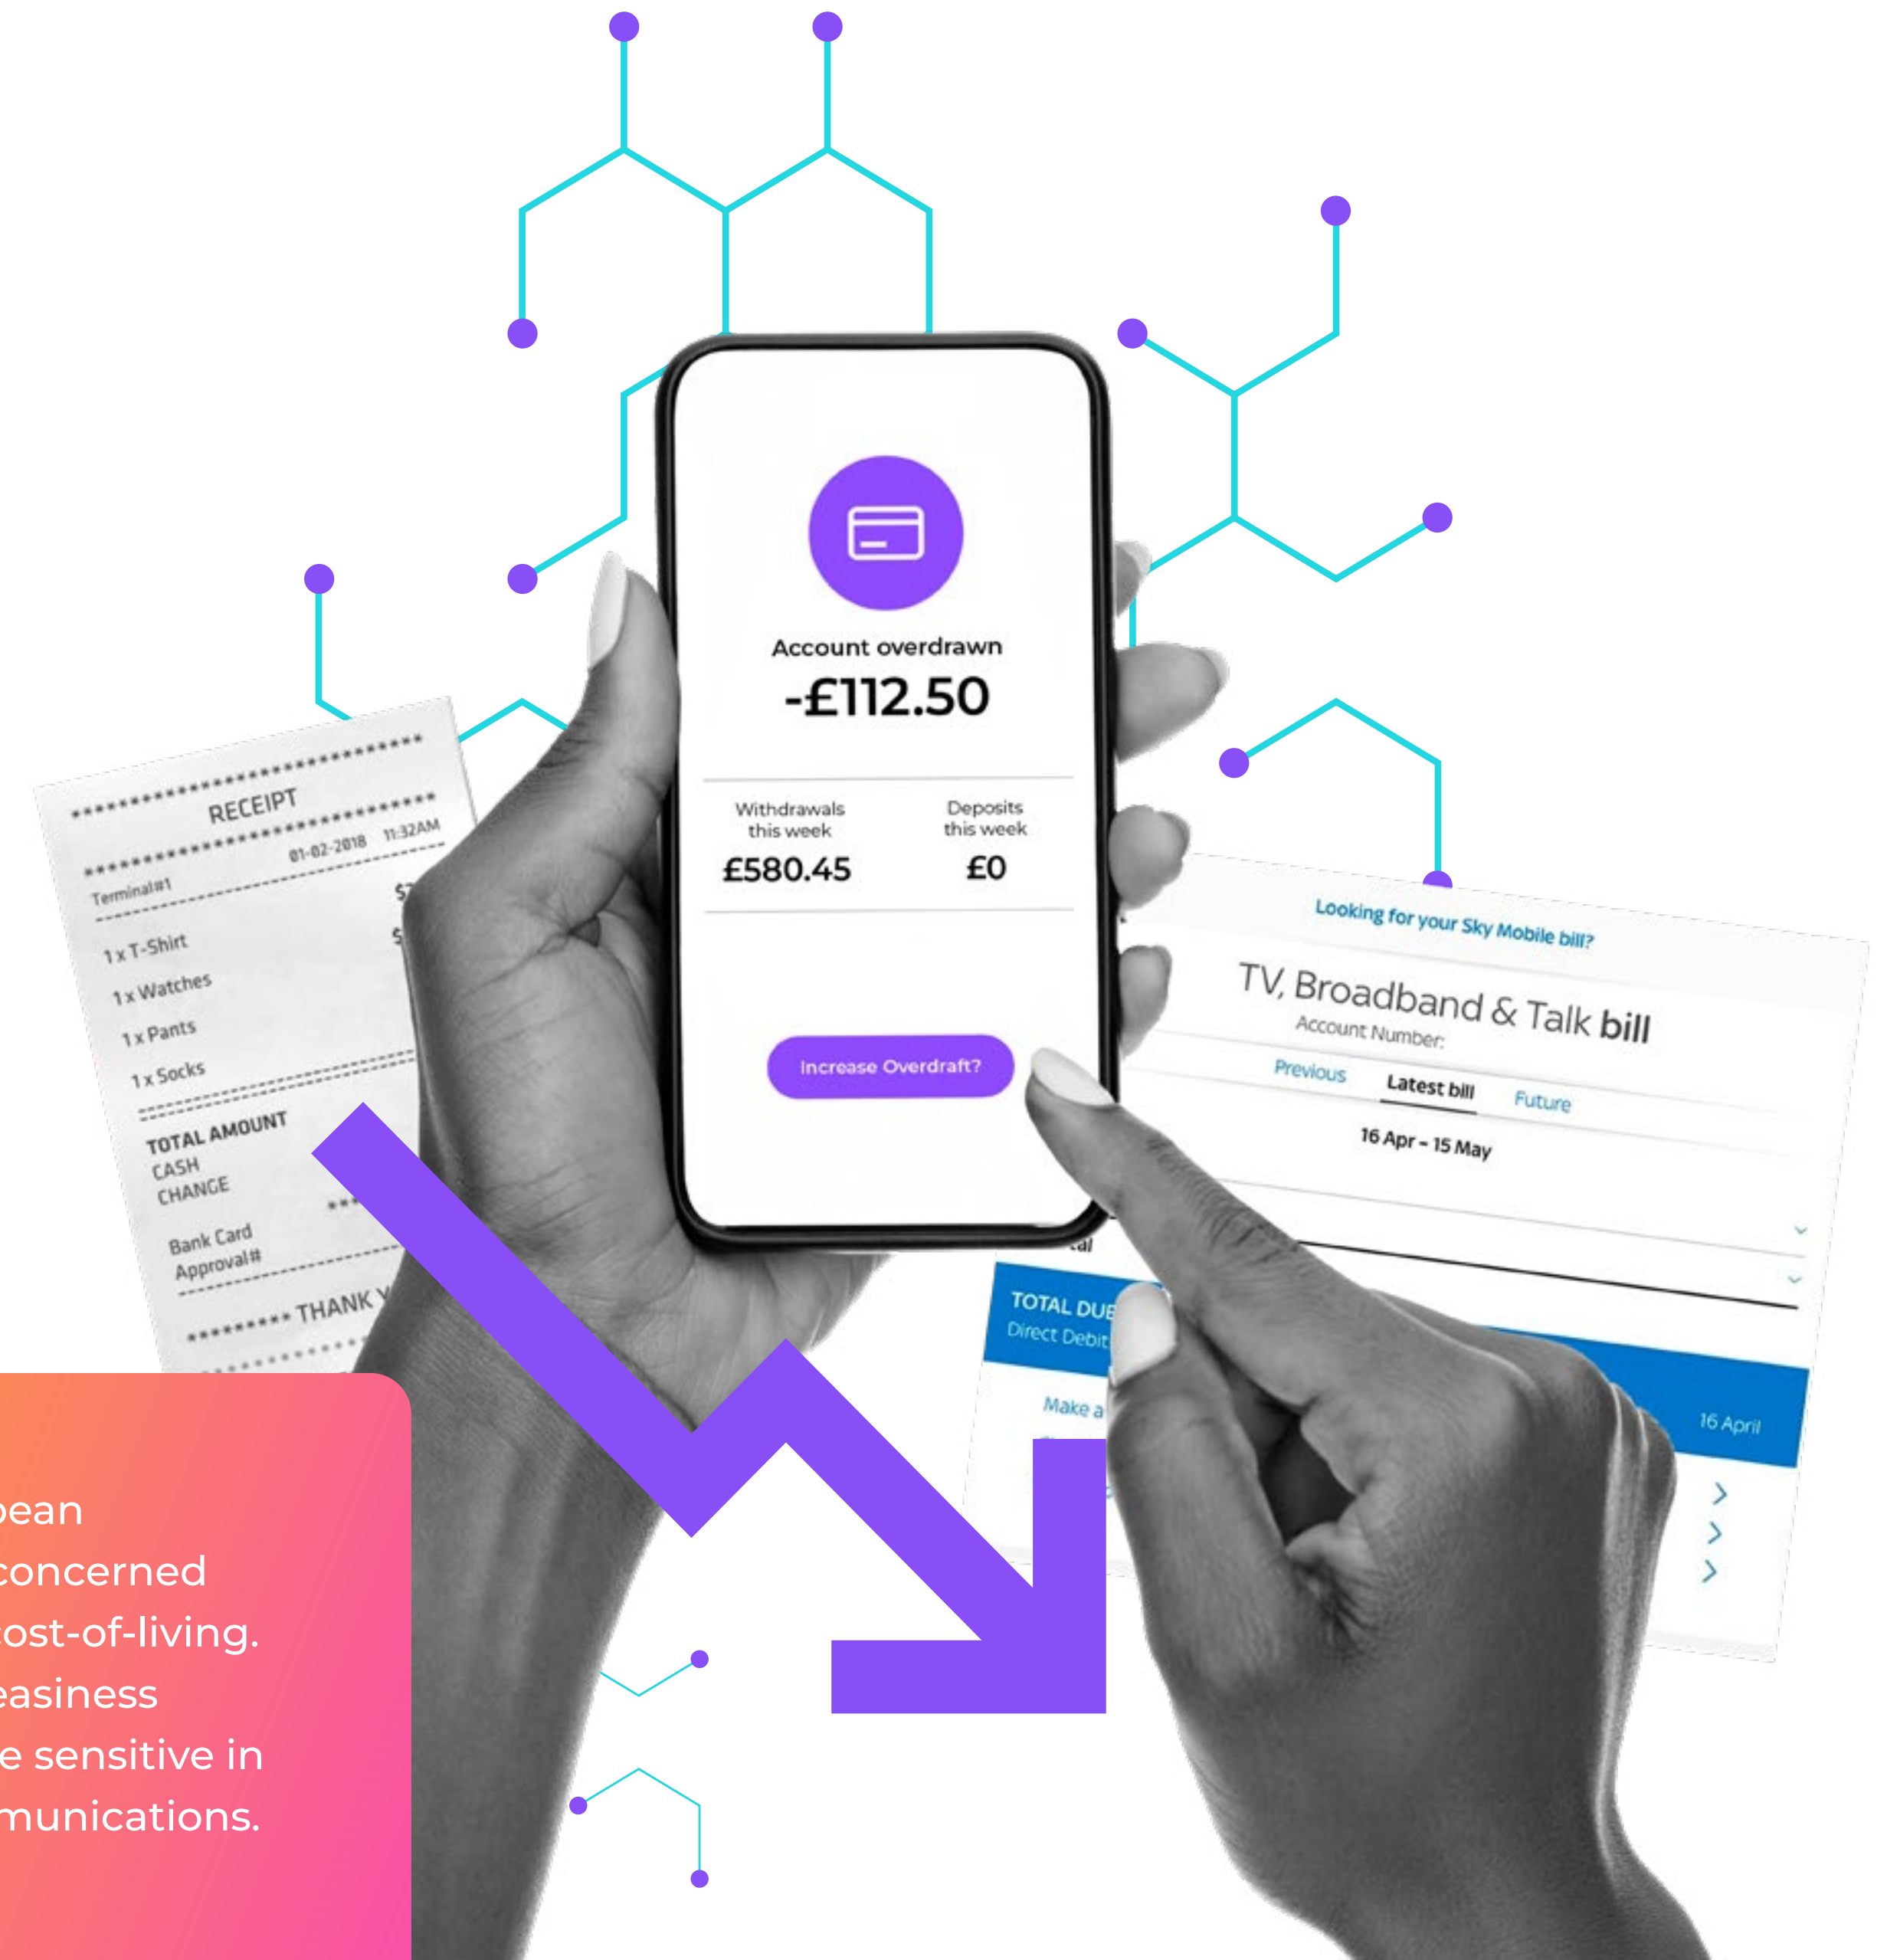 Account overdrawn
-£112.50
Withdrawals
this week
£580.45
Deposits
this week
£0
Increase Overdraft?
********************************
RECEIPT
********************************
01-02-2018 11:32AM
Terminal#1
1 x T-Shirt
1 x Watches
1 x Pants
1 x Socks
TOTAL AMOUNT
CASH
CHANGE
Bank Card
Approval#
********* THANK
Looking for your Sky Mobile bill?
TV, Broadband & Talk bill
Account Number:
Previous Latest bill Future
16 Apr – 15 May
TOTAL DUE
Direct Debit
16 April
Make a
concerned
cost-of-living.
sensitive in